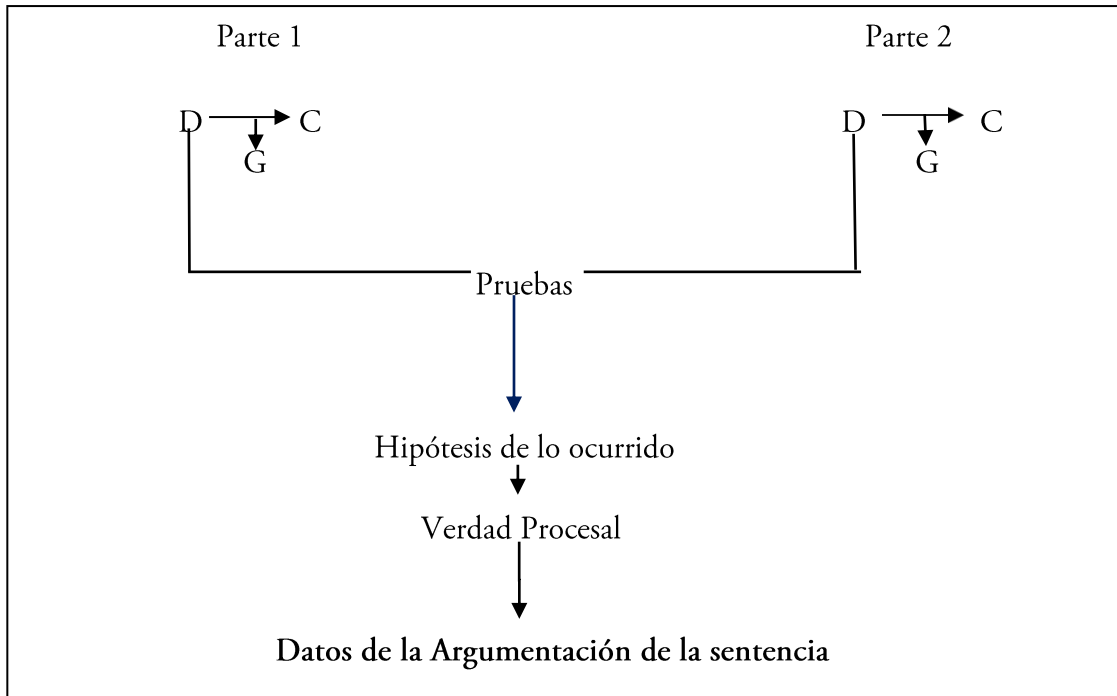 Parte 1 Parte 2
D C D C
G G
Pruebas
Hipótesis de lo ocurrido
Verdad Procesal
Datos de la Argumentación de la sentencia